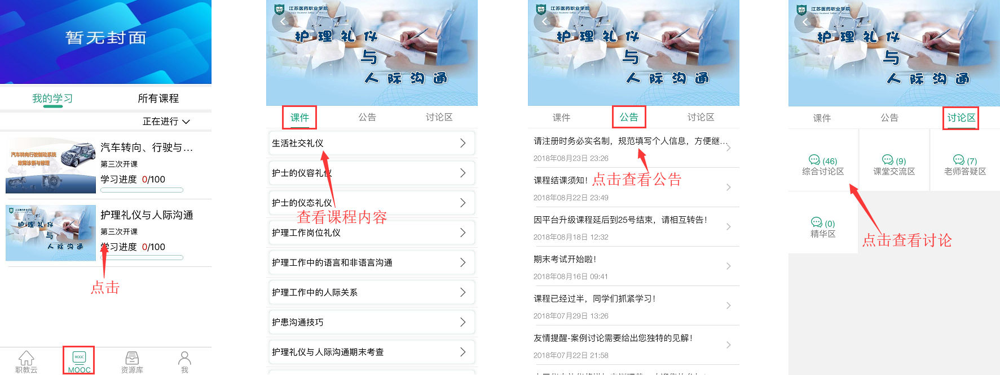 暂无封面
我的学习
所有课程
正在进行
汽车转向行驶制动系统
故障诊断与修理
汽车转向、行驶与...
第三次开课
学习进度 0/100
江苏医药职业学院
护理礼仪
与
人际沟通
护理礼仪与人际沟通
第三次开课
学习进度 0/100
点击
职教云
MOOC
MOOC
资源库
我
江苏医药职业学院
护理礼仪
与
人际沟通
课件
公告
讨论区
生活社交礼仪
护士的仪容礼仪
护士的仪态礼仪
查看课程内容
护理工作岗位礼仪
护理工作中的语言和非语言沟通
护理工作中的人际关系
护患沟通技巧
护理礼仪与人际沟通期末考查
江苏医药职业学院
护理礼仪
与
人际沟通
课件
公告
讨论区
请注册时务必实名制，规范填写个人信息，方便继...
2018年08月23日 23:26
点击查看公告
课程结课须知！
2018年08月22日 23:49
因平台升级课程延后到25号结束，请相互转告！
2018年08月18日 12:32
期末考试开始啦！
2018年08月16日 09:41
课程已经过半，同学们抓紧学习！
2018年07月29日 13:26
友情提醒-案例讨论需要给出您独特的见解！
2018年07月22日 21:58
江苏医药职业学院
护理礼仪
与
人际沟通
课件
公告
讨论区
(46)
综合讨论区
(9)
课堂交流区
(7)
老师答疑区
(0)
精华区
点击查看讨论